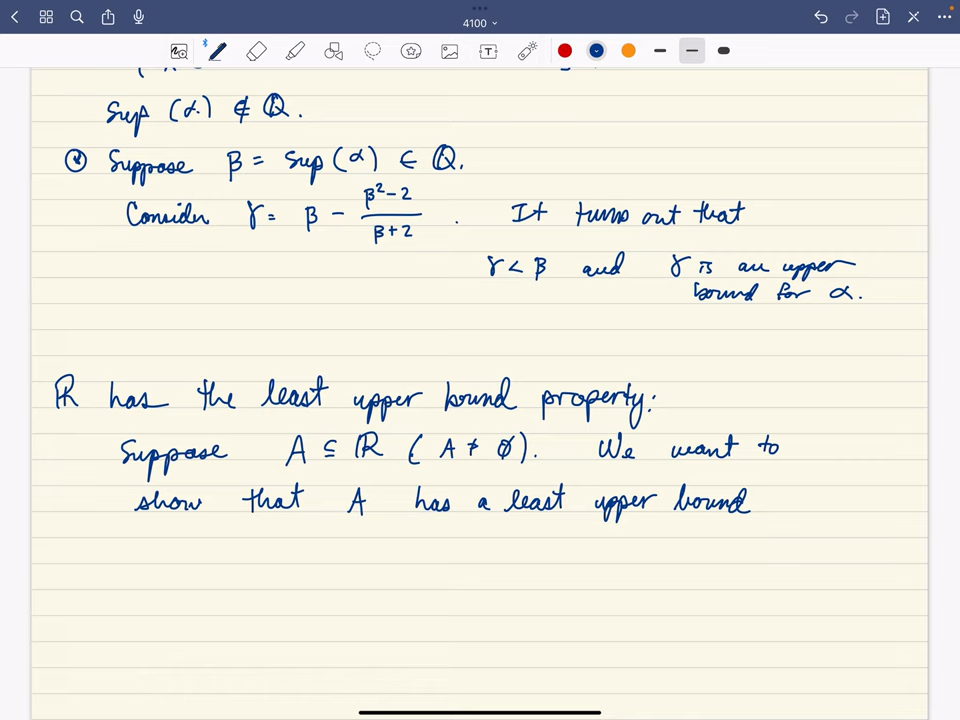 4100
Sup (α) ∉ ℚ.
Suppose β = sup (α) ∈ ℚ.
Consider γ = β - (β² - 2)/(β + 2) . It turns out that
γ < β and γ is an upper
bound for α.
ℝ has the least upper bound property:
Suppose A ⊆ ℝ ( A ≠ ∅). We want to
show that A has a least upper bound